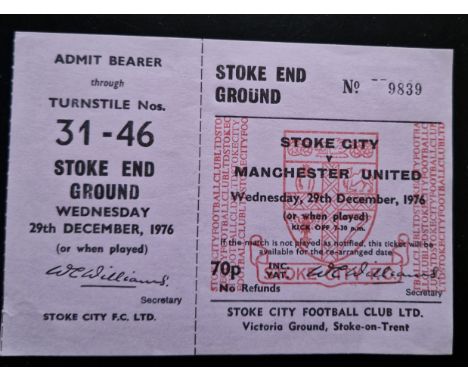 ADMIT BEARER
through
TURNSTILE Nos.
31-46
STOKE END
GROUND
WEDNESDAY
29th DECEMBER, 1976
(or when played)
W.C. Williams.
Secretary
STOKE CITY F.C. LTD.
STOKE END
GROUND
No 9839
STOKE CITY
v
MANCHESTER UNITED
Wednesday, 29th December, 1976
(or when played)
KICK-OFF 7-30 p.m.
If the match is not played as notified, this ticket will be
available for the re-arranged date
70p INC. VAT.
W.C. Williams.
No Refunds
Secretary
STOKE CITY FOOTBALL CLUB LTD.
Victoria Ground, Stoke-on-Trent